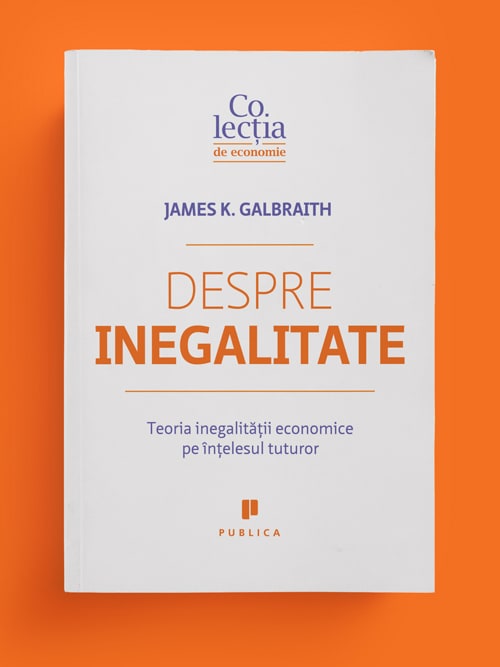 Co.
lecția
de economie
JAMES K. GALBRAITH
DESPRE
INEGALITATE
Teoria inegalității economice
pe înțelesul tuturor
PUBLICA